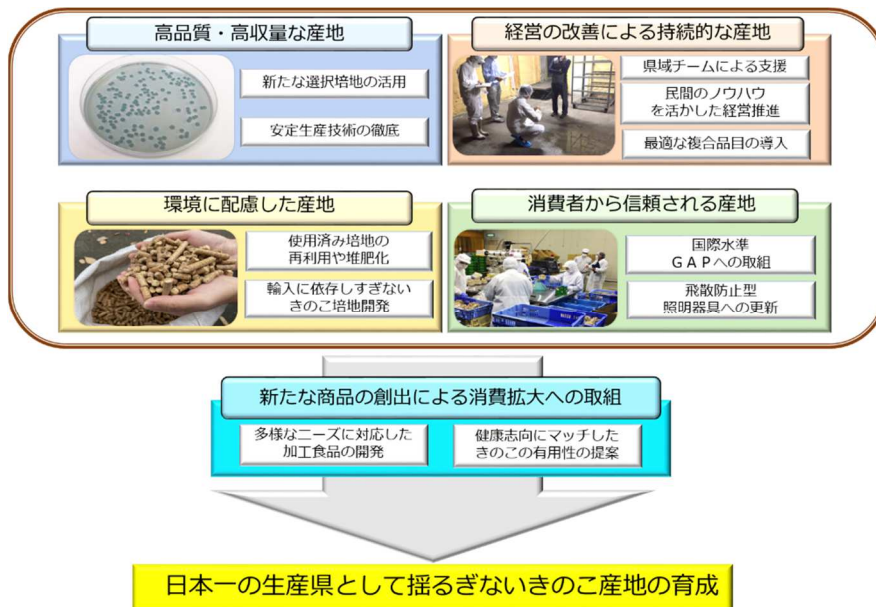 高品質・高収量な産地
新たな選択培地の活用
安定生産技術の徹底
経営の改善による持続的な産地
県域チームによる支援
民間のノウハウ
を活かした経営推進
最適な複合品目の導入
環境に配慮した産地
使用済み培地の
再利用や堆肥化
輸入に依存しすぎない
きのこ培地開発
消費者から信頼される産地
国際水準
GAPへの取組
飛散防止型
照明器具への更新
新たな商品の創出による消費拡大への取組
多様なニーズに対応した
加工食品の開発
健康志向にマッチした
きのこの有用性の提案
日本一の生産県として揺るぎないきのこ産地の育成